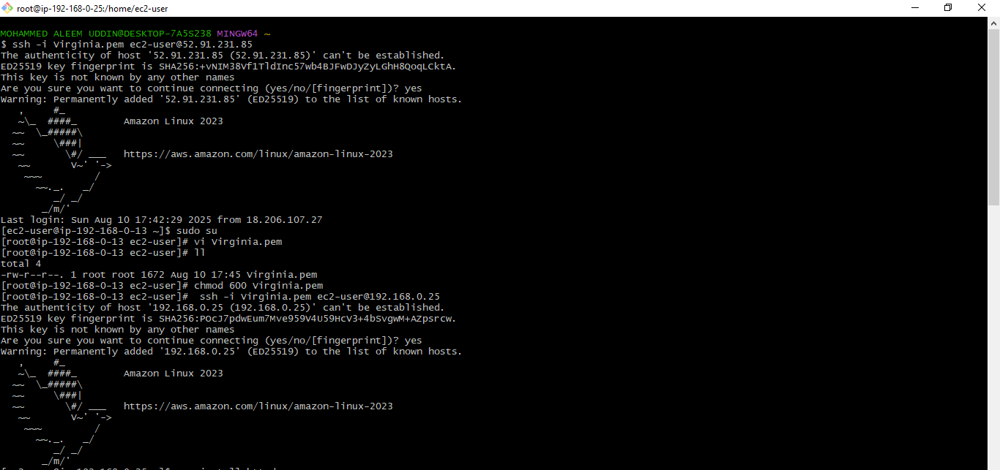 root@ip-192-168-0-25:/home/ec2-user
MOHAMMED ALEEM UDDIN@DESKTOP-7A5S238 MINGW64 ~
$ ssh -i Virginia.pem ec2-user@52.91.231.85
The authenticity of host '52.91.231.85 (52.91.231.85)' can't be established.
ED25519 key fingerprint is SHA256:+vNIM38Vf1TldInc57wb4BJFwDJyZyLGhH8QoqLCktA.
This key is not known by any other names
Are you sure you want to continue connecting (yes/no/[fingerprint])? yes
Warning: Permanently added '52.91.231.85' (ED25519) to the list of known hosts.
   ,     #_
   ~\_  ####_        Amazon Linux 2023
  ~~  \_#####\
  ~~     \###|
  ~~       \#/ ___   https://aws.amazon.com/linux/amazon-linux-2023
   ~~       V~' '->
    ~~~         /
      ~~._.   _/
         _/ _/
       _/m/'
Last login: Sun Aug 10 17:42:29 2025 from 18.206.107.27
[ec2-user@ip-192-168-0-13 ~]$ sudo su
[root@ip-192-168-0-13 ec2-user]# vi Virginia.pem
[root@ip-192-168-0-13 ec2-user]# ll
total 4
-rw-r--r--. 1 root root 1672 Aug 10 17:45 Virginia.pem
[root@ip-192-168-0-13 ec2-user]# chmod 600 Virginia.pem
[root@ip-192-168-0-13 ec2-user]#  ssh -i Virginia.pem ec2-user@192.168.0.25
The authenticity of host '192.168.0.25 (192.168.0.25)' can't be established.
ED25519 key fingerprint is SHA256:POcJ7pdwEum7Mve959V4U59HcV3+4bSvgwM+AZpsrcw.
This key is not known by any other names
Are you sure you want to continue connecting (yes/no/[fingerprint])? yes
Warning: Permanently added '192.168.0.25' (ED25519) to the list of known hosts.
   ,     #_
   ~\_  ####_        Amazon Linux 2023
  ~~  \_#####\
  ~~     \###|
  ~~       \#/ ___   https://aws.amazon.com/linux/amazon-linux-2023
   ~~       V~' '->
    ~~~         /
      ~~._.   _/
         _/ _/
       _/m/'